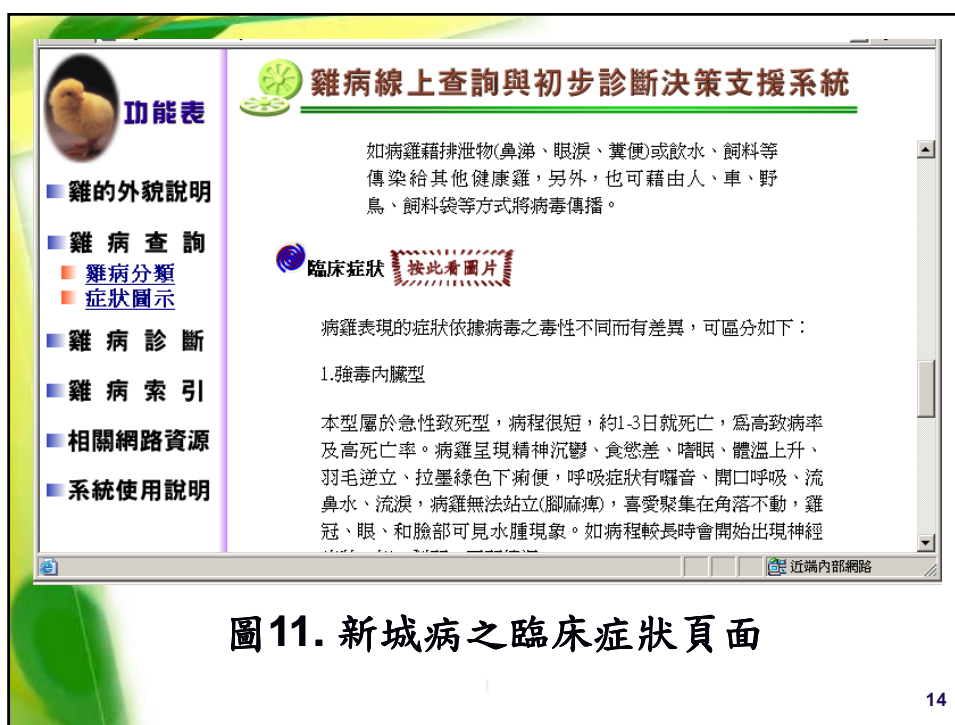 功能表
雞的外貌說明
雞病查詢
雞病分類
症狀圖示
雞病診斷
雞病索引
相關網路資源
系統使用說明
雞病線上查詢與初步診斷決策支援系統
如病雞藉排泄物(鼻涕、眼淚、糞便)或飲水、飼料等
傳染給其他健康雞，另外，也可藉由人、車、野
鳥、飼料袋等方式將病毒傳播。
臨床症狀 按此看圖片
病雞表現的症狀依據病毒之毒性不同而有差異，可區分如下：
1.強毒內臟型
本型屬於急性致死型，病程很短，約1-3日就死亡，為高致病率
及高死亡率。病雞呈現精神沉鬱、食慾差、嗜眠、體溫上升、
羽毛逆立、拉墨綠色下痢便，呼吸症狀有囉音、開口呼吸、流
鼻水、流淚，病雞無法站立(腳麻痺)，喜愛聚集在角落不動，雞
冠、眼、和臉部可見水腫現象。如病程較長時會開始出現神經
近端內部網路
圖11. 新城病之臨床症狀頁面
1
14